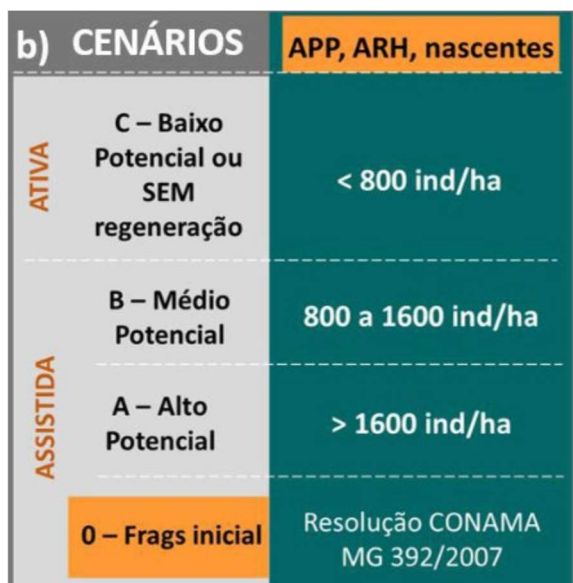 b) CENÁRIOS
APP, ARH, nascentes
ATIVA
C – Baixo
Potencial ou
SEM
regeneração
< 800 ind/ha
ASSISTIDA
B – Médio
Potencial
800 a 1600 ind/ha
A – Alto
Potencial
> 1600 ind/ha
0 – Frags inicial
Resolução CONAMA
MG 392/2007